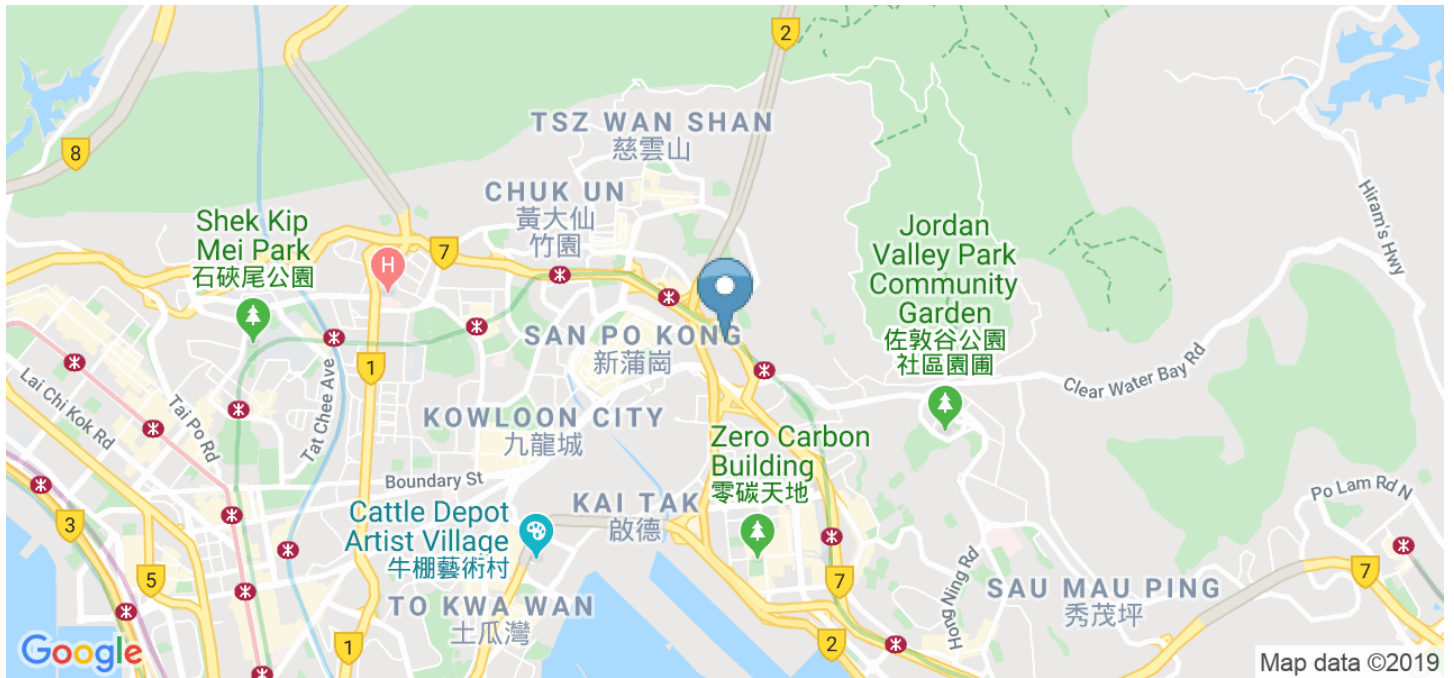 2
TSZ WAN SHAN
慈雲山
8
CHUK UN
黃大仙
竹園
Shek Kip
Mei Park
石硤尾公園
7
H
Jordan
Valley Park
Community
Garden
佐敦谷公園
社區園圃
Hiram's Hwy
SAN PO KONG
新蒲崗
1
Clear Water Bay Rd
Lai Chi Kok Rd
Tai Po Rd
Tat Chee Ave
KOWLOON CITY
九龍城
Zero Carbon
Building
零碳天地
Boundary St
Po Lam Rd N
KAI TAK
啟德
Cattle Depot
Artist Village
牛棚藝術村
3
5
7
Hong Ning Rd
SAU MAU PING
秀茂坪
7
TO KWA WAN
土瓜灣
1
2
Google
Map data ©2019